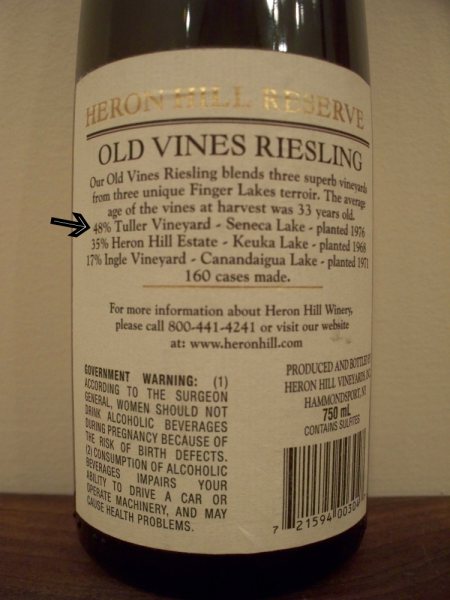 HERON HILL RESERVE
OLD VINES RIESLING
Our Old Vines Riesling blends three superb vineyards
from three unique Finger Lakes terroir. The average
age of the vines at harvest was 33 years old.
48% Tuller Vineyard - Seneca Lake - planted 1976
35% Heron Hill Estate - Keuka Lake - planted 1968
17% Ingle Vineyard - Canandaigua Lake - planted 1971
160 cases made.
For more information about Heron Hill Winery,
please call 800-441-4241 or visit our website
at: www.heronhill.com
GOVERNMENT WARNING: (1)
ACCORDING TO THE SURGEON
GENERAL, WOMEN SHOULD NOT
DRINK ALCOHOLIC BEVERAGES
DURING PREGNANCY BECAUSE OF
THE RISK OF BIRTH DEFECTS.
(2) CONSUMPTION OF ALCOHOLIC
BEVERAGES IMPAIRS YOUR
ABILITY TO DRIVE A CAR OR
OPERATE MACHINERY, AND MAY
CAUSE HEALTH PROBLEMS.
PRODUCED AND BOTTLED BY
HERON HILL VINEYARDS, INC.
HAMMONDSPORT, NY
750 mL
CONTAINS SULFITES
7 21594 00304